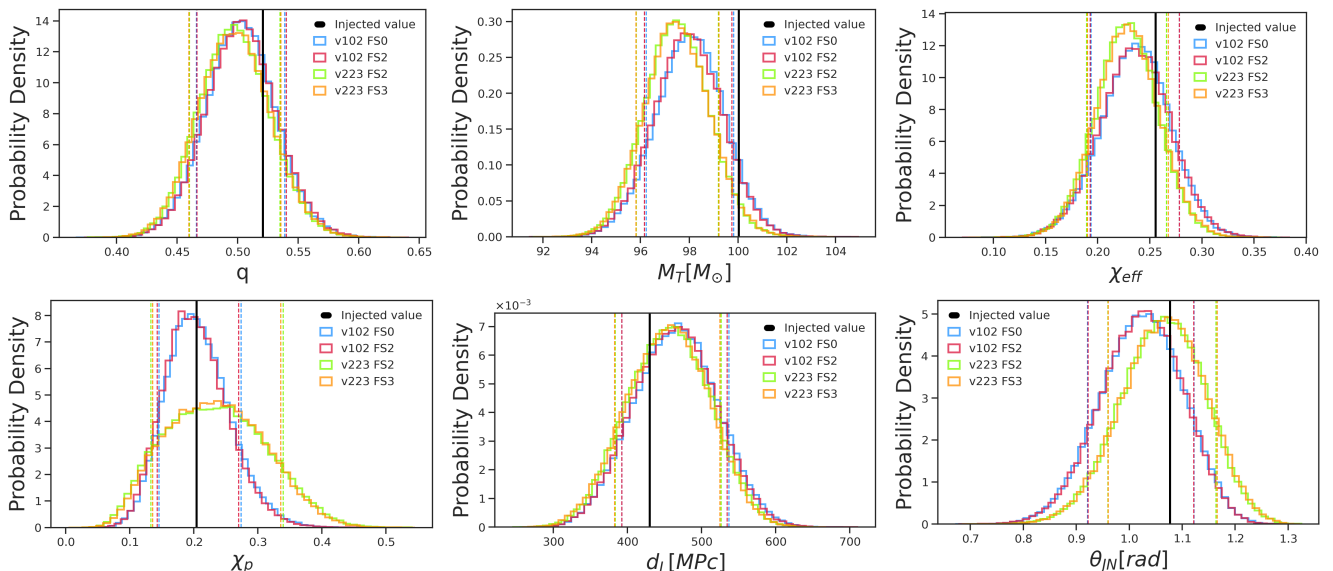 Probability Density
14
12
10
8
6
4
2
0
0.40
0.45
0.50
0.55
0.60
0.65
q
Injected value
v102 FS0
v102 FS2
v223 FS2
v223 FS3
Probability Density
0.30
0.25
0.20
0.15
0.10
0.05
0.00
92
94
96
98
100
102
104
M_T[M_⊙]
Injected value
v102 FS0
v102 FS2
v223 FS2
v223 FS3
Probability Density
14
12
10
8
6
4
2
0
0.10
0.15
0.20
0.25
0.30
0.35
0.40
χ_eff
Injected value
v102 FS0
v102 FS2
v223 FS2
v223 FS3
Probability Density
8
7
6
5
4
3
2
1
0
0.0
0.1
0.2
0.3
0.4
0.5
χ_p
Injected value
v102 FS0
v102 FS2
v223 FS2
v223 FS3
Probability Density
×10⁻³
7
6
5
4
3
2
1
0
300
400
500
600
700
d_L[MPc]
Injected value
v102 FS0
v102 FS2
v223 FS2
v223 FS3
Probability Density
5
4
3
2
1
0
0.7
0.8
0.9
1.0
1.1
1.2
1.3
θ_JN[rad]
Injected value
v102 FS0
v102 FS2
v223 FS2
v223 FS3